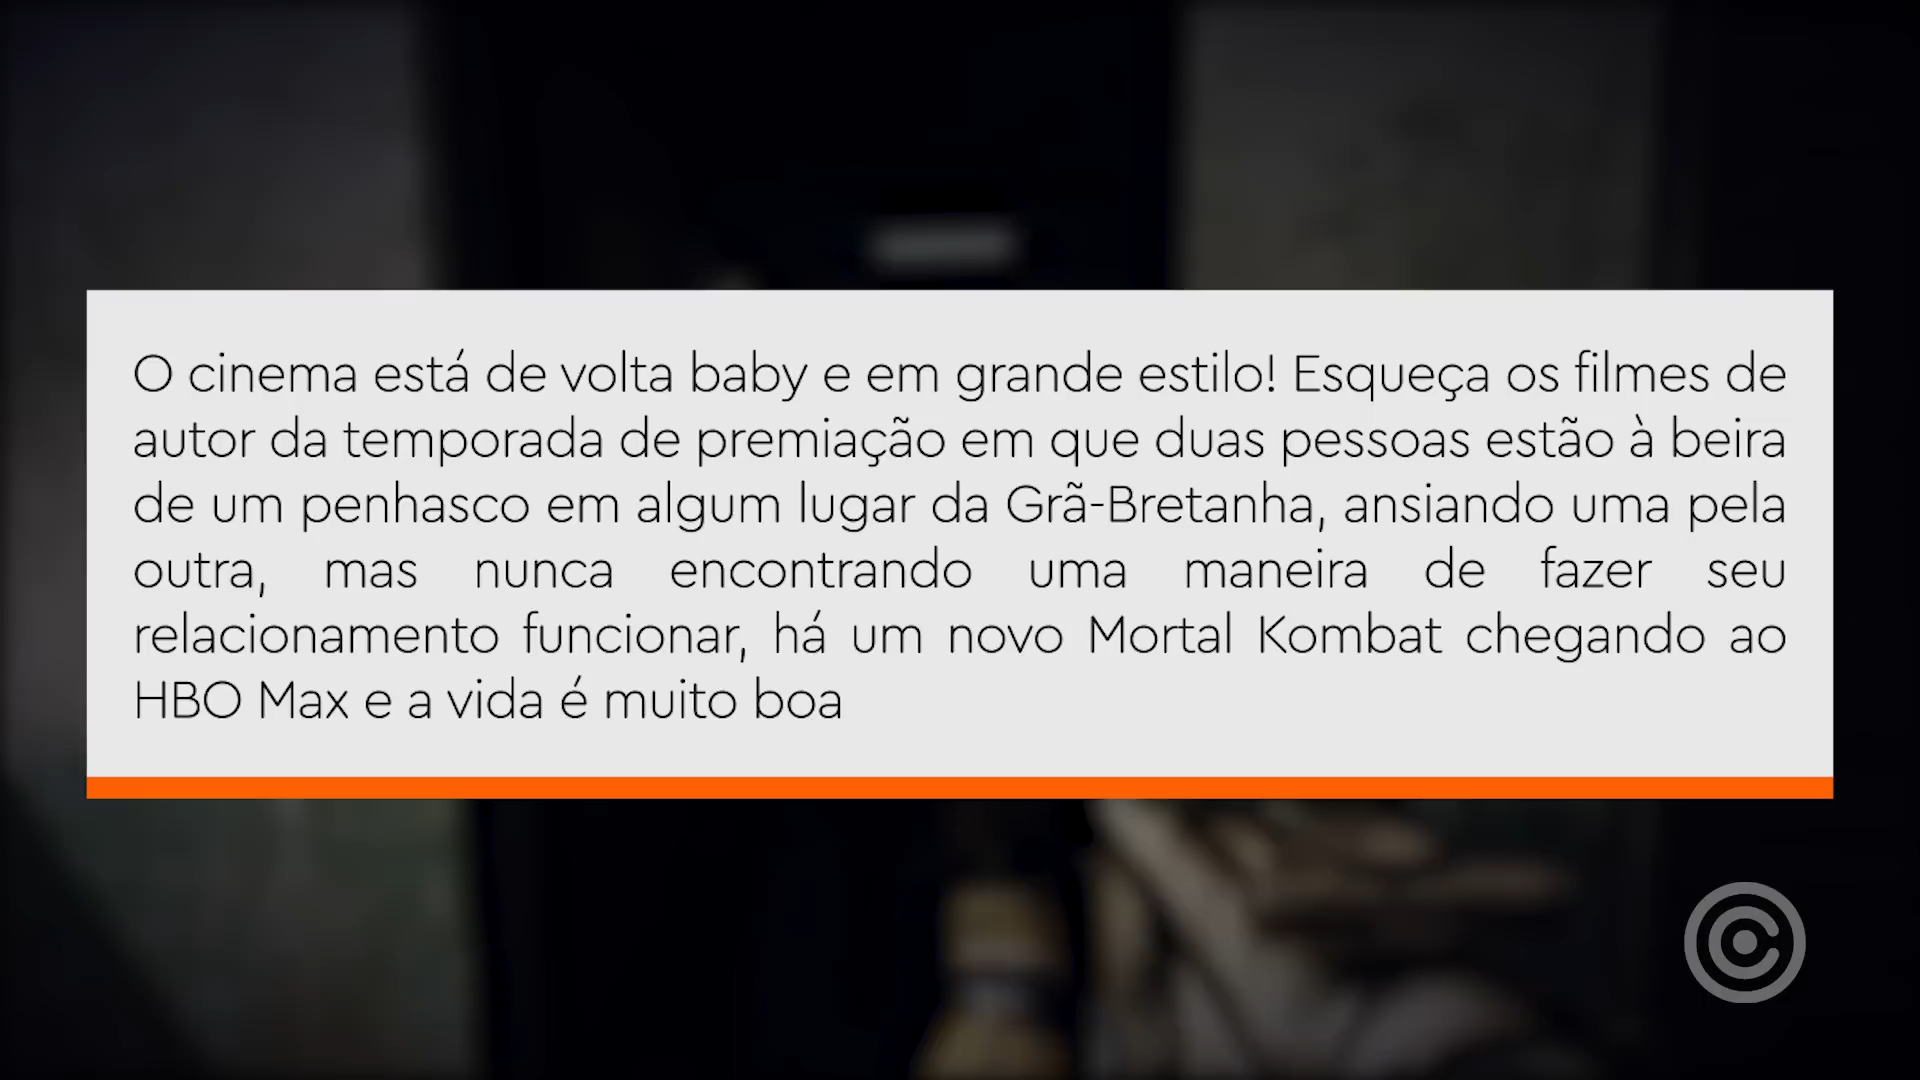 O cinema está de volta baby e em grande estilo! Esqueça os filmes de
autor da temporada de premiação em que duas pessoas estão à beira
de um penhasco em algum lugar da Grã-Bretanha, ansiando uma pela
outra, mas nunca encontrando uma maneira de fazer seu
relacionamento funcionar, há um novo Mortal Kombat chegando ao
HBO Max e a vida é muito boa